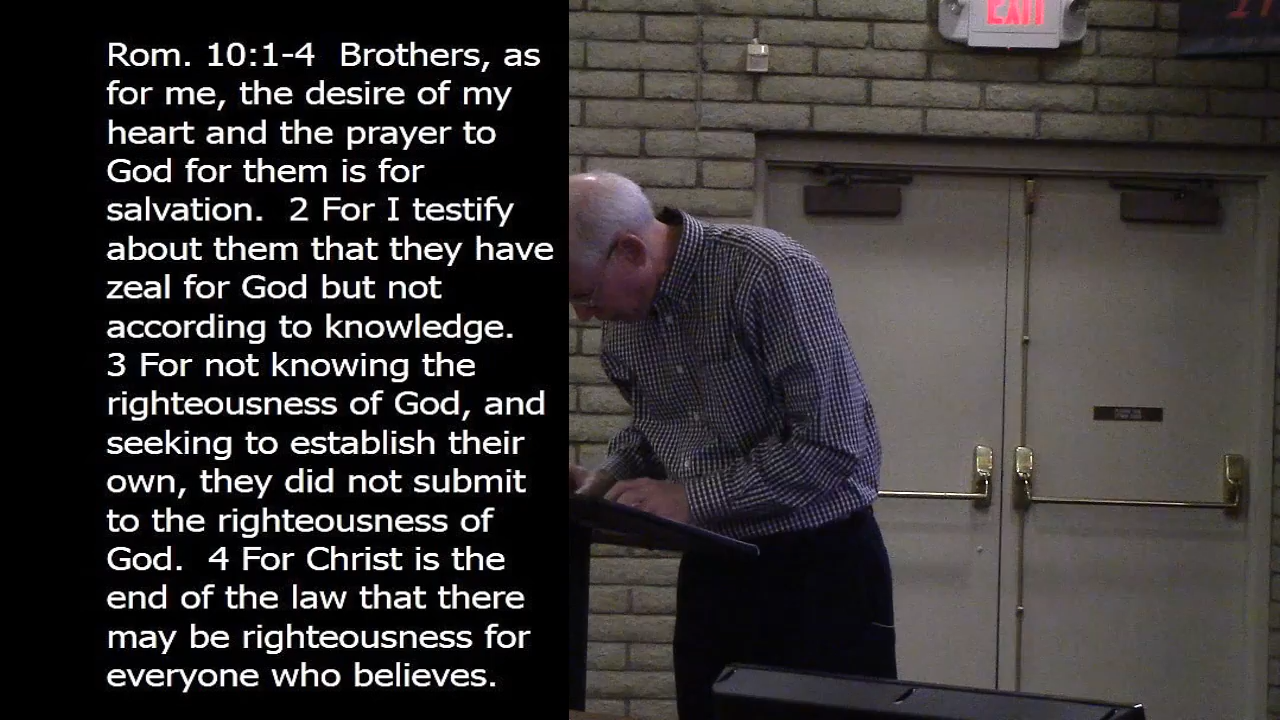 Rom. 10:1-4  Brothers, as
for me, the desire of my
heart and the prayer to
God for them is for
salvation.  2 For I testify
about them that they have
zeal for God but not
according to knowledge.
3 For not knowing the
righteousness of God, and
seeking to establish their
own, they did not submit
to the righteousness of
God.  4 For Christ is the
end of the law that there
may be righteousness for
everyone who believes.
EXIT